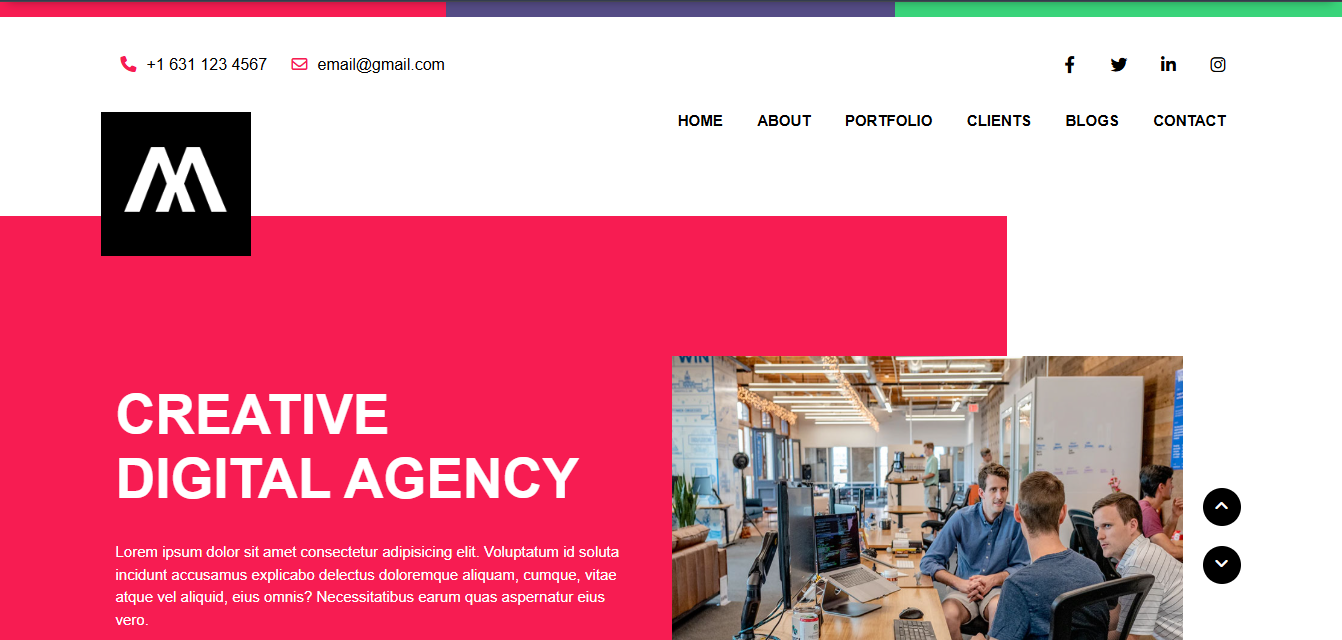 +1 631 123 4567 email@gmail.com
HOME ABOUT PORTFOLIO CLIENTS BLOGS CONTACT
WIN
CREATIVE
DIGITAL AGENCY
Lorem ipsum dolor sit amet consectetur adipisicing elit. Voluptatum id soluta
incidunt accusamus explicabo delectus doloremque aliquam, cumque, vitae
atque vel aliquid, eius omnis? Necessitatibus earum quas aspernatur eius
vero.